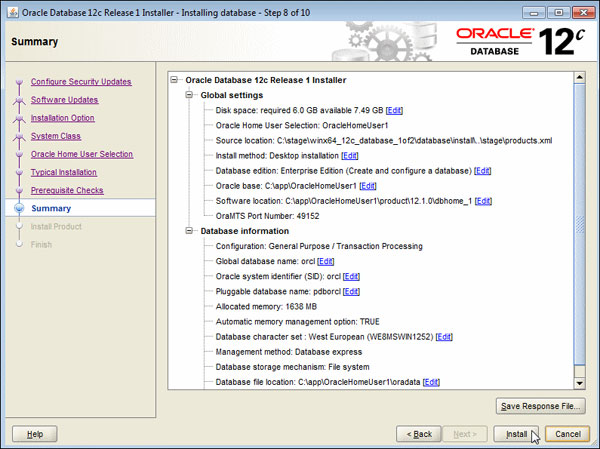 Oracle Database 12c Release 1 Installer - Installing database - Step 8 of 10
Summary
ORACLE
DATABASE
12c
Configure Security Updates
Software Updates
Installation Option
System Class
Oracle Home User Selection
Typical Installation
Prerequisite Checks
Summary
Install Product
Finish
Oracle Database 12c Release 1 Installer
Global settings
Disk space: required 6.0 GB available 7.49 GB [Edit]
Oracle Home User Selection: OracleHomeUser1
Source location: C:\stage\winx64_12c_database_1of2\database\install\..\stage\products.xml
Install method: Desktop installation [Edit]
Database edition: Enterprise Edition (Create and configure a database) [Edit]
Oracle base: C:\app\OracleHomeUser1 [Edit]
Software location: C:\app\OracleHomeUser1\product\12.1.0\dbhome_1 [Edit]
OraMTS Port Number: 49152
Database information
Configuration: General Purpose / Transaction Processing
Global database name: orcl [Edit]
Oracle system identifier (SID): orcl [Edit]
Pluggable database name: pdborcl [Edit]
Allocated memory: 1638 MB
Automatic memory management option: TRUE
Database character set : West European (WE8MSWIN1252) [Edit]
Management method: Database express
Database storage mechanism: File system
Database file location: C:\app\OracleHomeUser1\oradata [Edit]
Save Response File...
Help
< Back
Next >
Install
Cancel